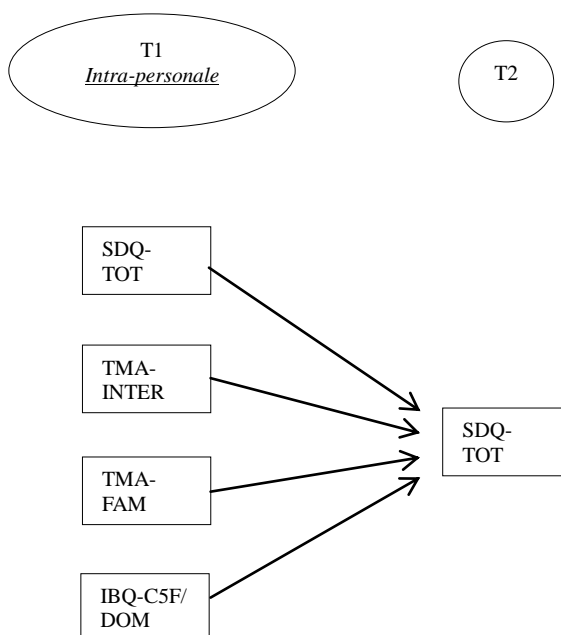 T1
Intra-personale
T2
SDQ-
TOT
TMA-
INTER
SDQ-
TOT
TMA-
FAM
IBQ-C5F/
DOM